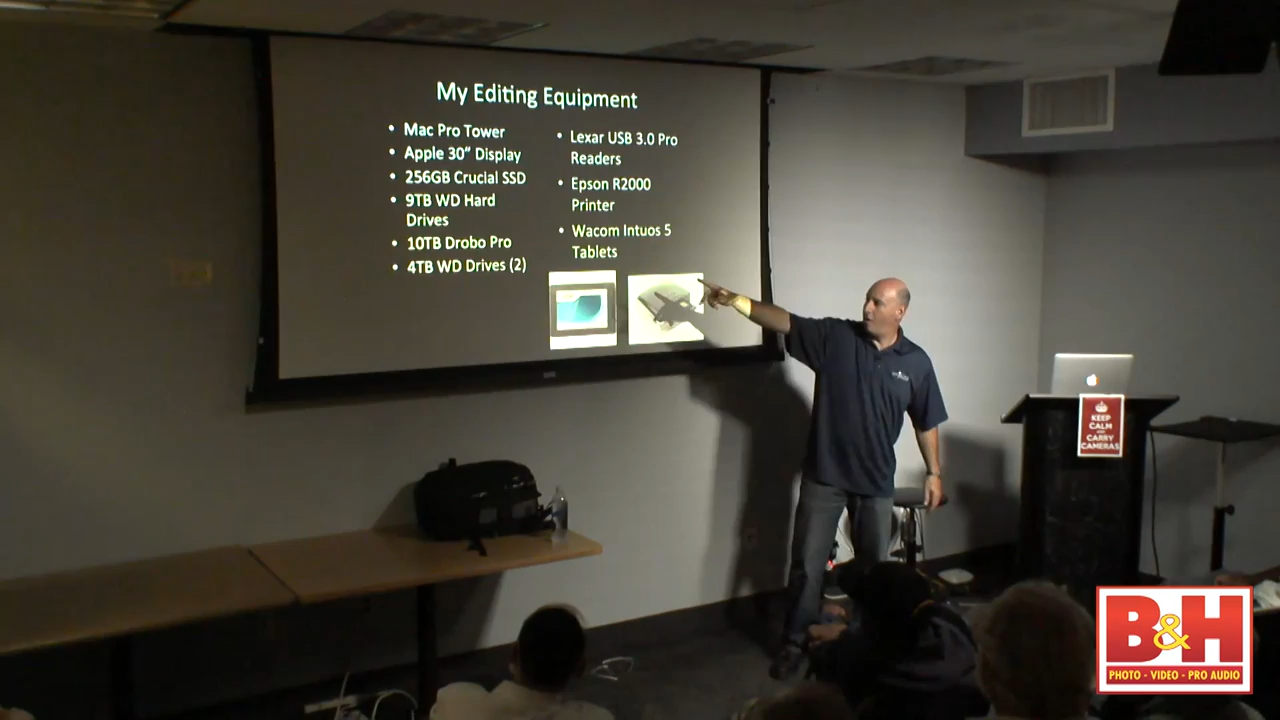 My Editing Equipment
• Mac Pro Tower
• Apple 30” Display
• 256GB Crucial SSD
• 9TB WD Hard
Drives
• 10TB Drobo Pro
• 4TB WD Drives (2)
• Lexar USB 3.0 Pro
Readers
• Epson R2000
Printer
• Wacom Intuos 5
Tablets
KEEP
CALM
AND
CARRY
CAMERAS
B&H
PHOTO - VIDEO - PRO AUDIO